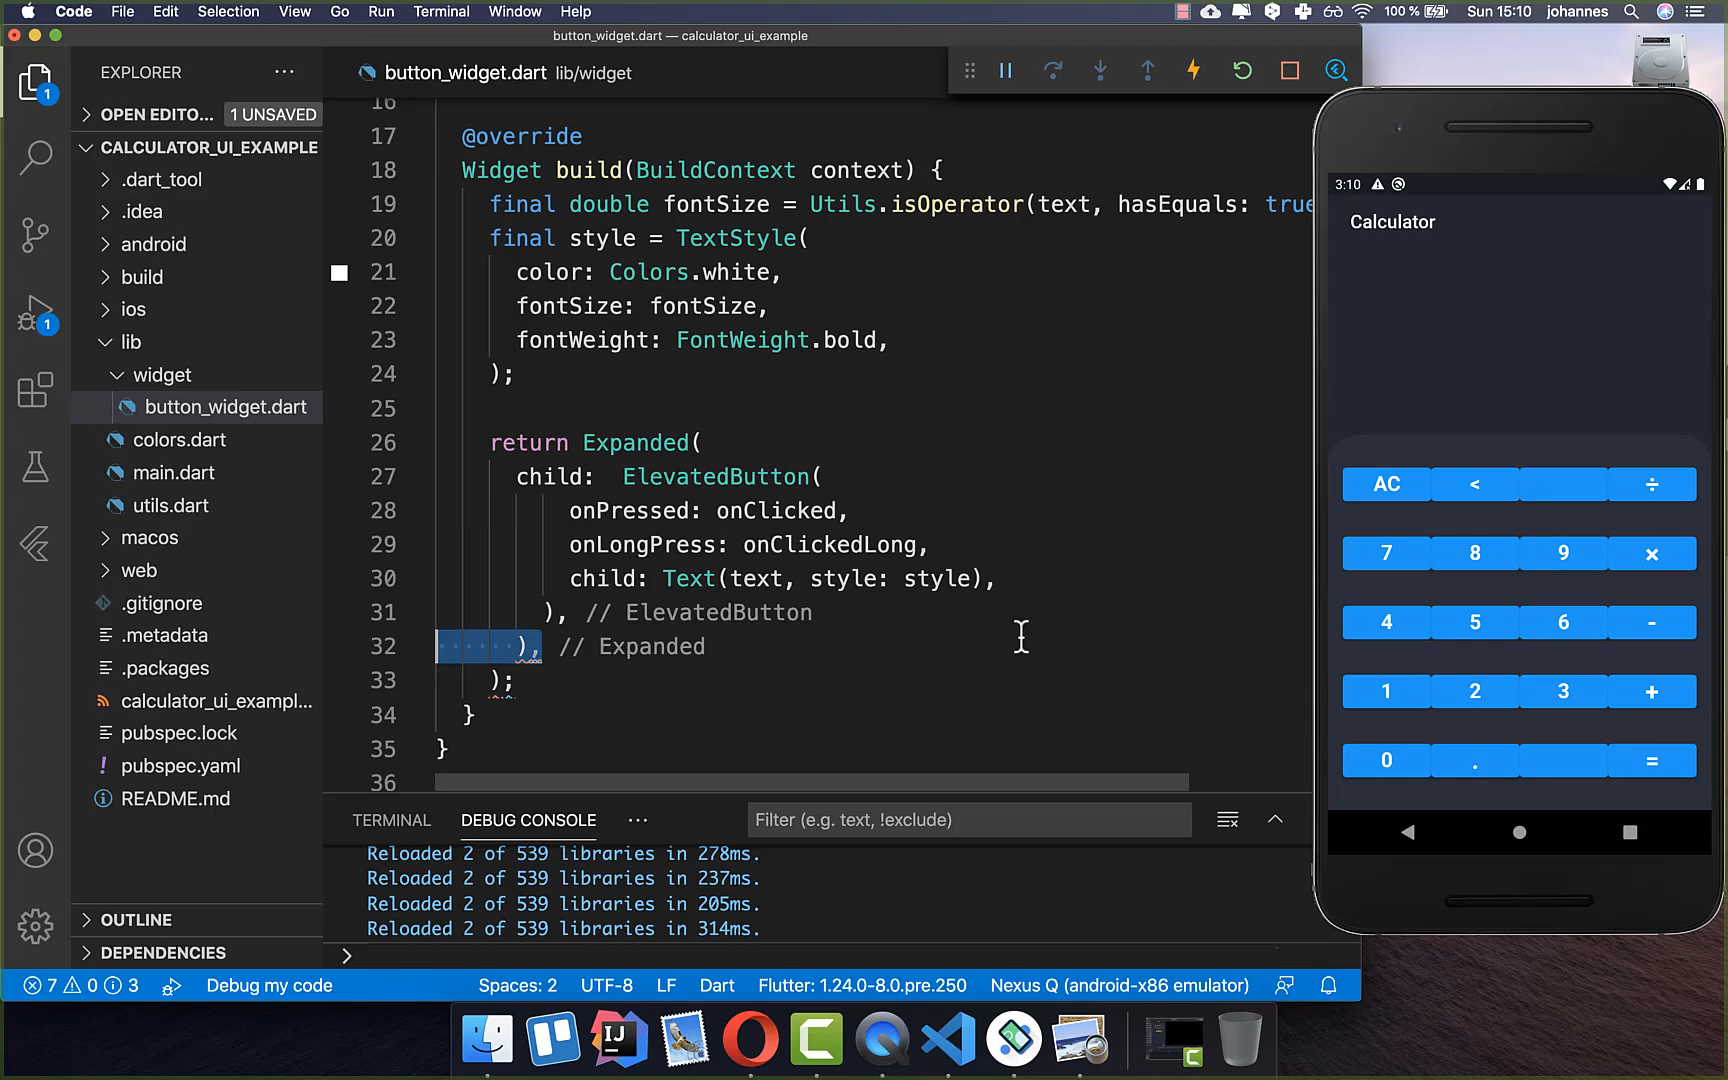 Code File Edit Selection View Go Run Terminal Window Help 100 % Sun 15:10 johannes
button_widget.dart — calculator_ui_example
EXPLORER
1
OPEN EDITO... 1 UNSAVED
CALCULATOR_UI_EXAMPLE
.dart_tool
.idea
android
build
ios
1
lib
widget
button_widget.dart
colors.dart
main.dart
utils.dart
macos
web
.gitignore
.metadata
.packages
calculator_ui_exampl...
pubspec.lock
pubspec.yaml
README.md
OUTLINE
DEPENDENCIES
button_widget.dart lib/widget
16
17 @override
18 Widget build(BuildContext context) {
19 final double fontSize = Utils.isOperator(text, hasEquals: true
20 final style = TextStyle(
21 color: Colors.white,
22 fontSize: fontSize,
23 fontWeight: FontWeight.bold,
24 );
25
26 return Expanded(
27 child: ElevatedButton(
28 onPressed: onClicked,
29 onLongPress: onClickedLong,
30 child: Text(text, style: style),
31 ), // ElevatedButton
32 ), // Expanded
33 );
34 }
35 }
36
TERMINAL DEBUG CONSOLE ... Filter (e.g. text, !exclude)
Reloaded 2 of 539 libraries in 278ms.
Reloaded 2 of 539 libraries in 237ms.
Reloaded 2 of 539 libraries in 205ms.
Reloaded 2 of 539 libraries in 314ms.
7 0 3 Debug my code Spaces: 2 UTF-8 LF Dart Flutter: 1.24.0-8.0.pre.250 Nexus Q (android-x86 emulator)
3:10
Calculator
AC < ÷
7 8 9 ×
4 5 6 -
1 2 3 +
0 . =
IJ